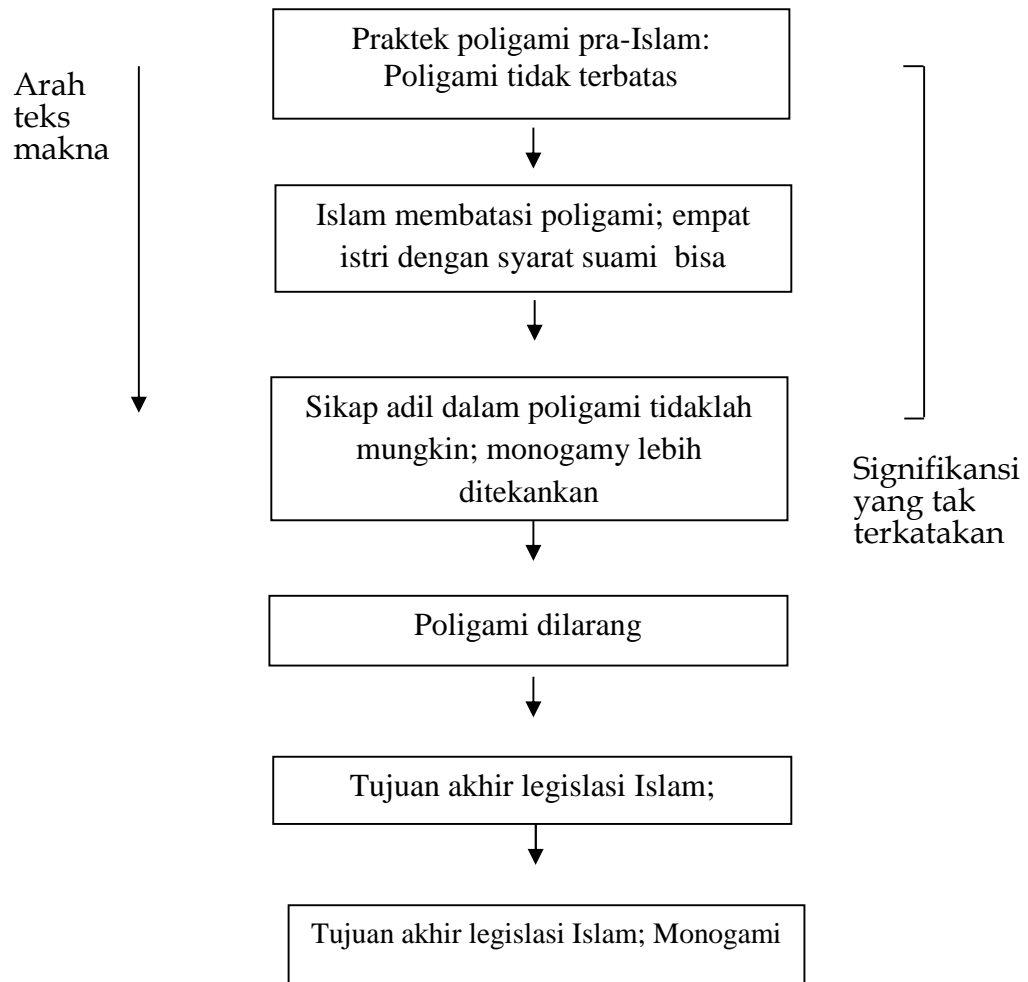 Praktek poligami pra-Islam:
Poligami tidak terbatas
Arah
teks
makna
Islam membatasi poligami; empat
istri dengan syarat suami bisa
Sikap adil dalam poligami tidaklah
mungkin; monogamy lebih
ditekankan
Signifikansi
yang tak
terkatakan
Poligami dilarang
Tujuan akhir legislasi Islam;
Tujuan akhir legislasi Islam; Monogami